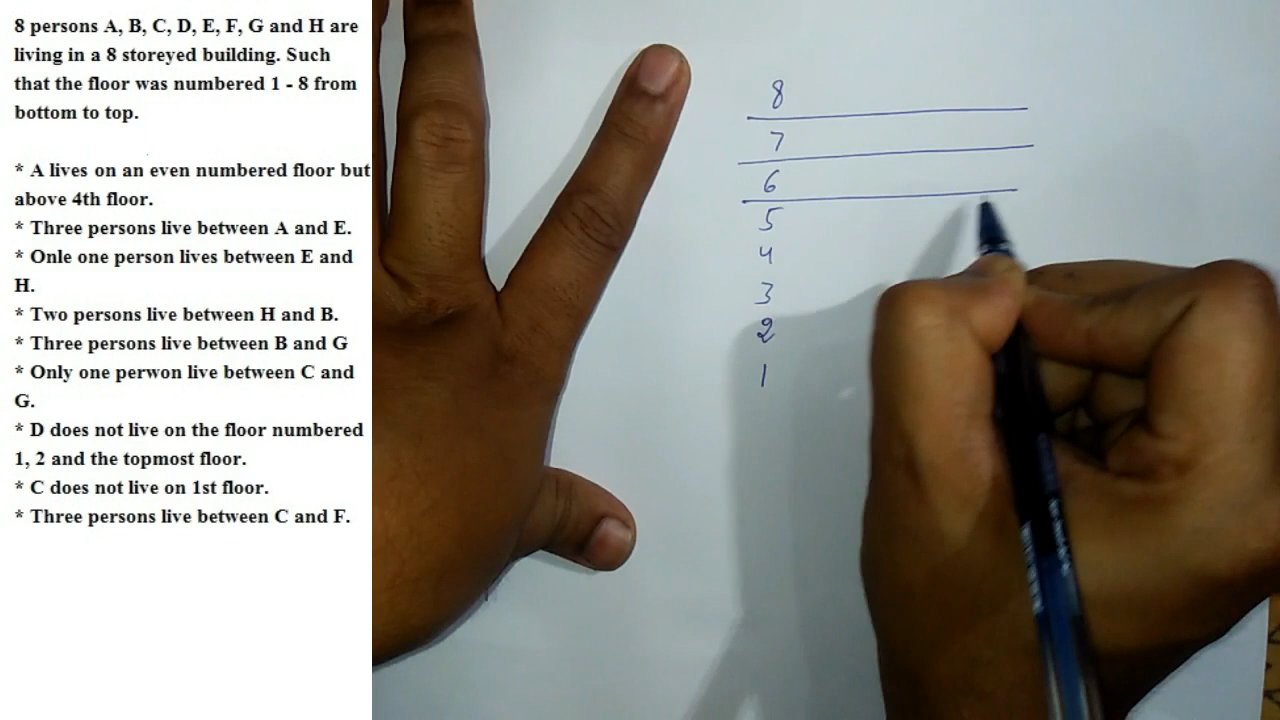 8 persons A, B, C, D, E, F, G and H are
living in a 8 storeyed building. Such
that the floor was numbered 1 - 8 from
bottom to top.
* A lives on an even numbered floor but
above 4th floor.
* Three persons live between A and E.
* Onle one person lives between E and
H.
* Two persons live between H and B.
* Three persons live between B and G
* Only one perwon live between C and
G.
* D does not live on the floor numbered
1, 2 and the topmost floor.
* C does not live on 1st floor.
* Three persons live between C and F.
8
7
6
5
4
3
2
1